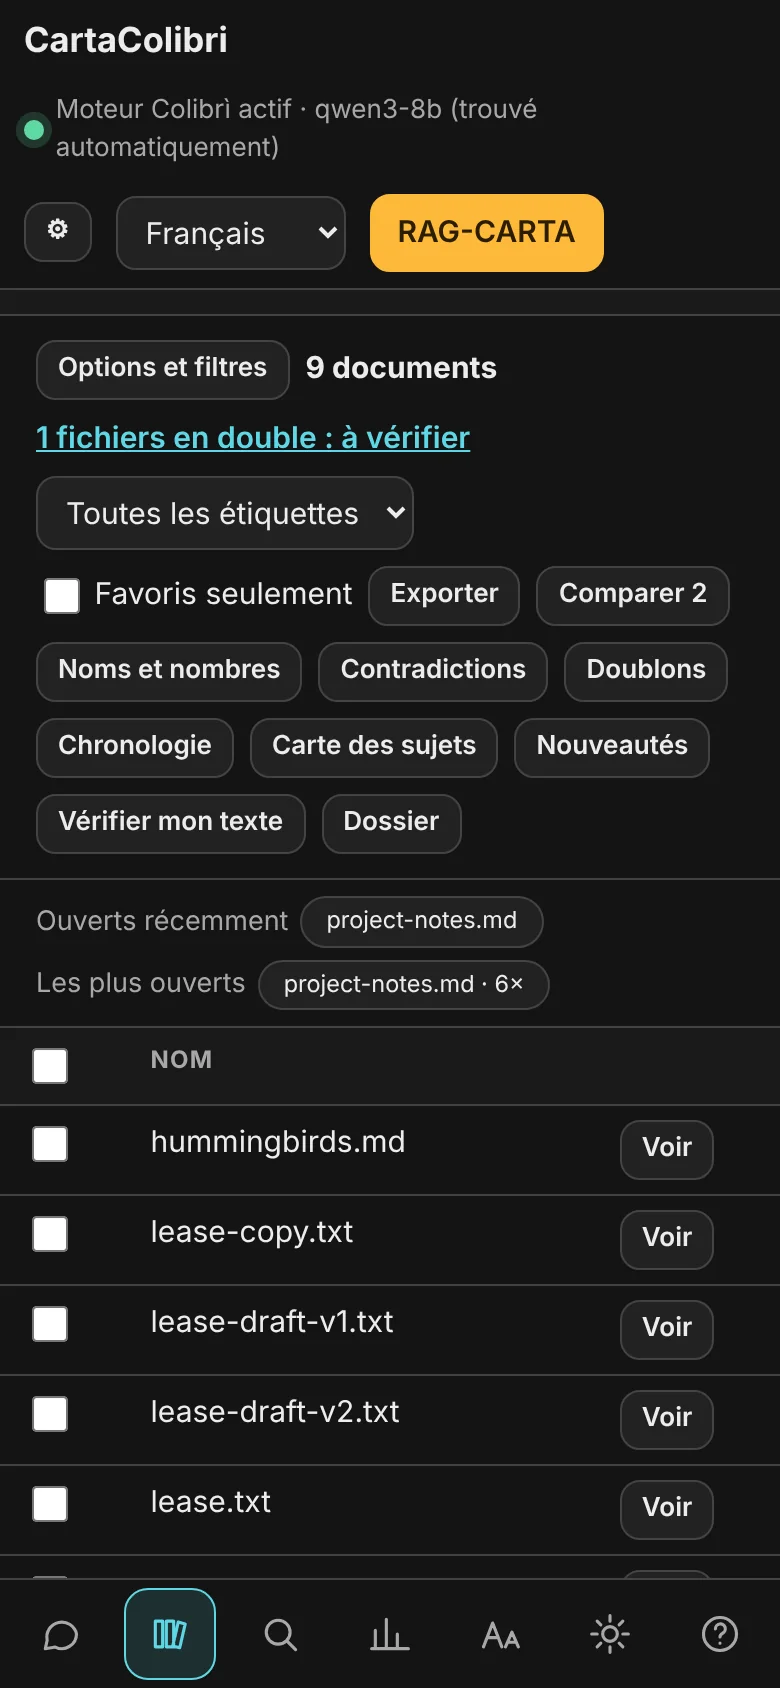 CartaColibri
Moteur Colibrì actif · qwen3-8b (trouvé
automatiquement)
Français
RAG-CARTA
Options et filtres
9 documents
1 fichiers en double : à vérifier
Toutes les étiquettes
Favoris seulement
Exporter
Comparer 2
Noms et nombres
Contradictions
Doublons
Chronologie
Carte des sujets
Nouveautés
Vérifier mon texte
Dossier
Ouverts récemment
project-notes.md
Les plus ouverts
project-notes.md · 6×
NOM
hummingbirds.md
Voir
lease-copy.txt
Voir
lease-draft-v1.txt
Voir
lease-draft-v2.txt
Voir
lease.txt
Voir
AA